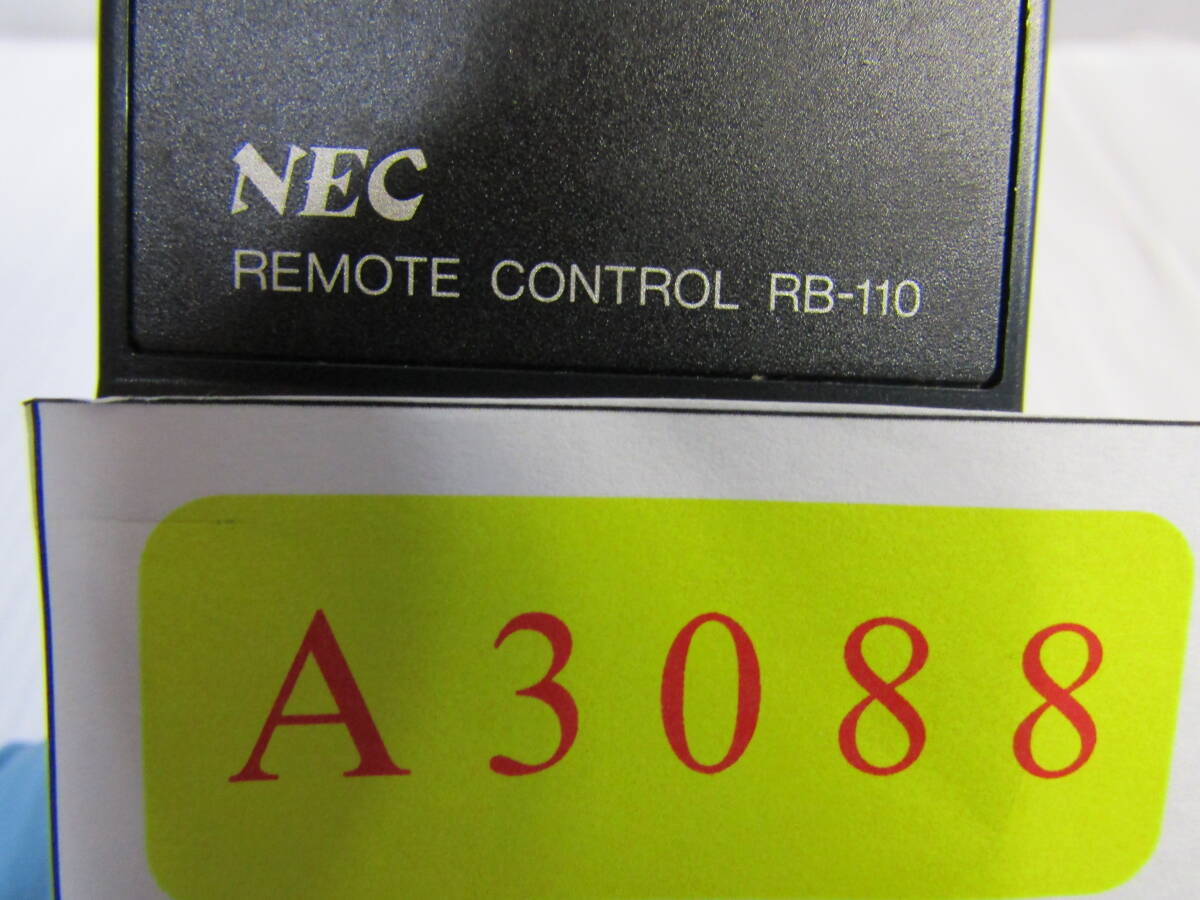 NEC
REMOTE CONTROL RB-110
A3088